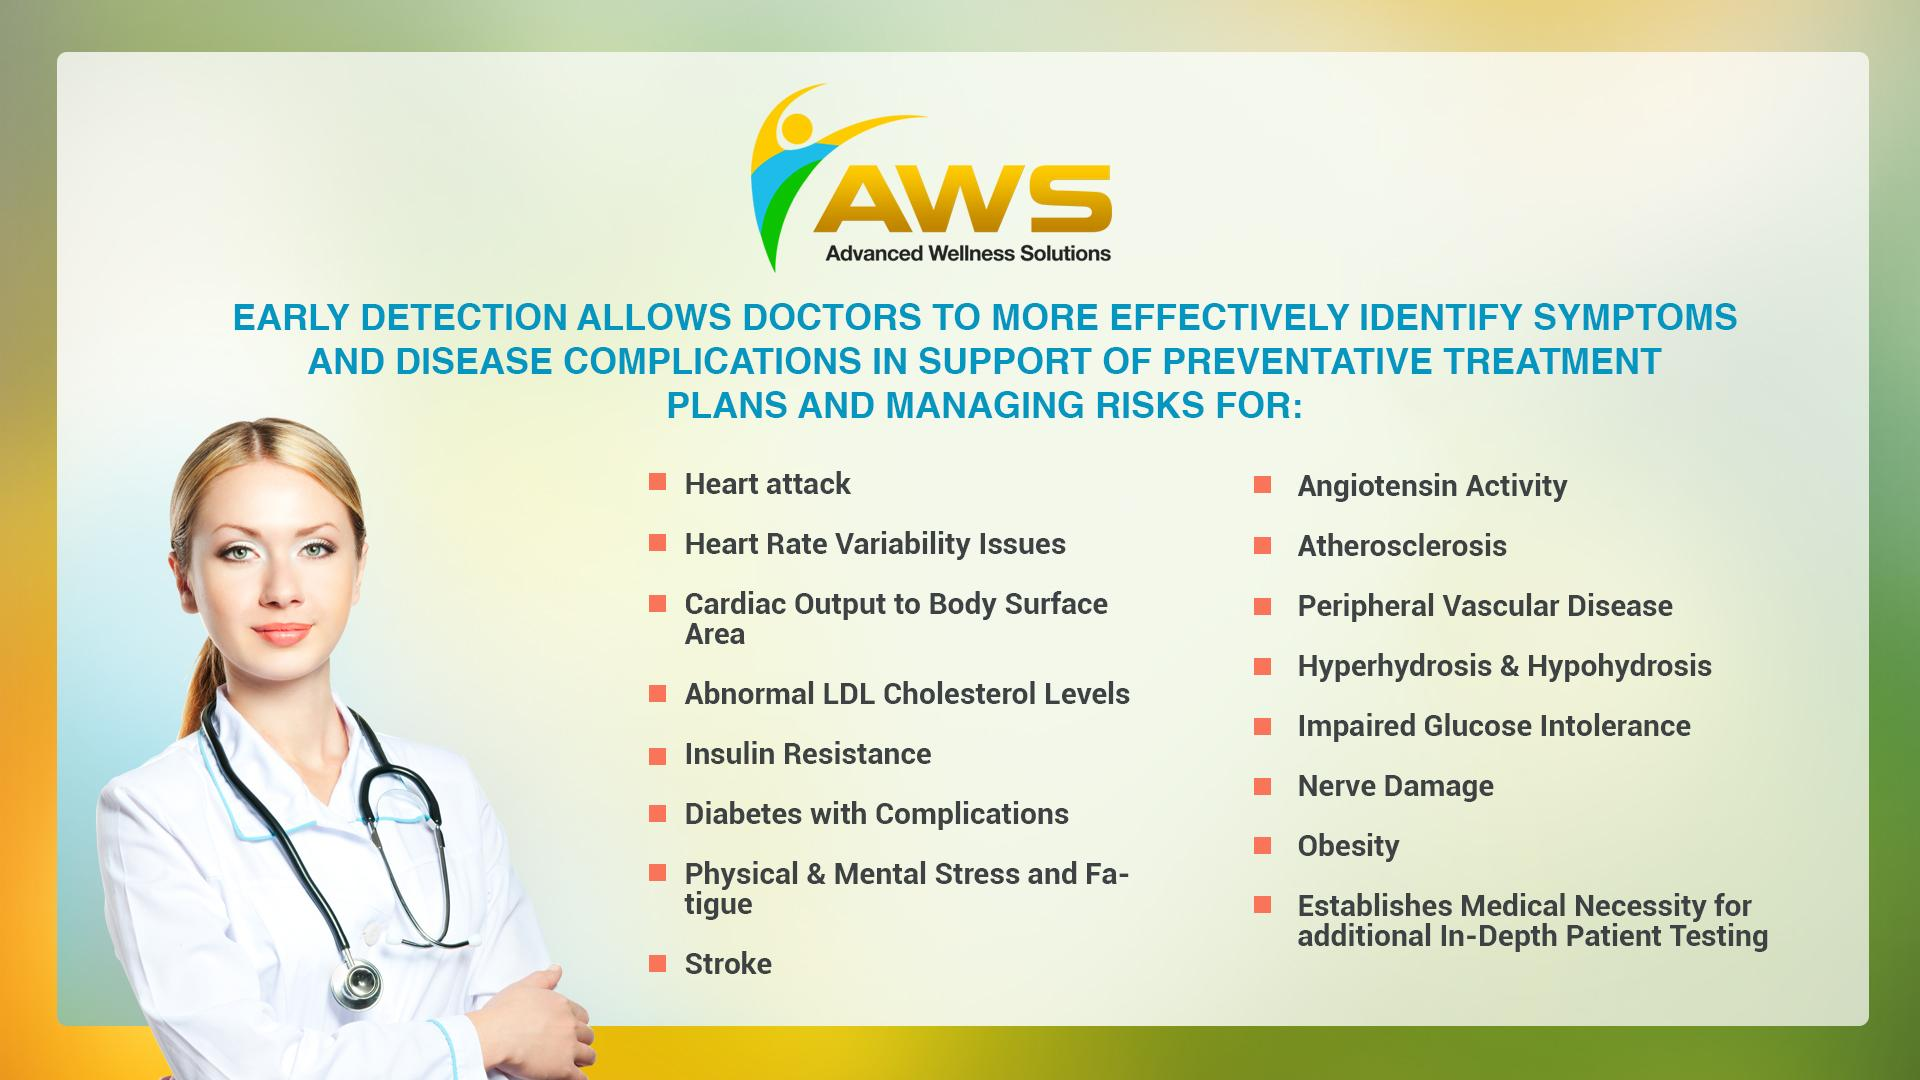 AWS
Advanced Wellness Solutions
EARLY DETECTION ALLOWS DOCTORS TO MORE EFFECTIVELY IDENTIFY SYMPTOMS
AND DISEASE COMPLICATIONS IN SUPPORT OF PREVENTATIVE TREATMENT
PLANS AND MANAGING RISKS FOR:
Heart attack
Heart Rate Variability Issues
Cardiac Output to Body Surface
Area
Abnormal LDL Cholesterol Levels
Insulin Resistance
Diabetes with Complications
Physical & Mental Stress and Fa-
tigue
Stroke
Angiotensin Activity
Atherosclerosis
Peripheral Vascular Disease
Hyperhydrosis & Hypohydrosis
Impaired Glucose Intolerance
Nerve Damage
Obesity
Establishes Medical Necessity for
additional In-Depth Patient Testing